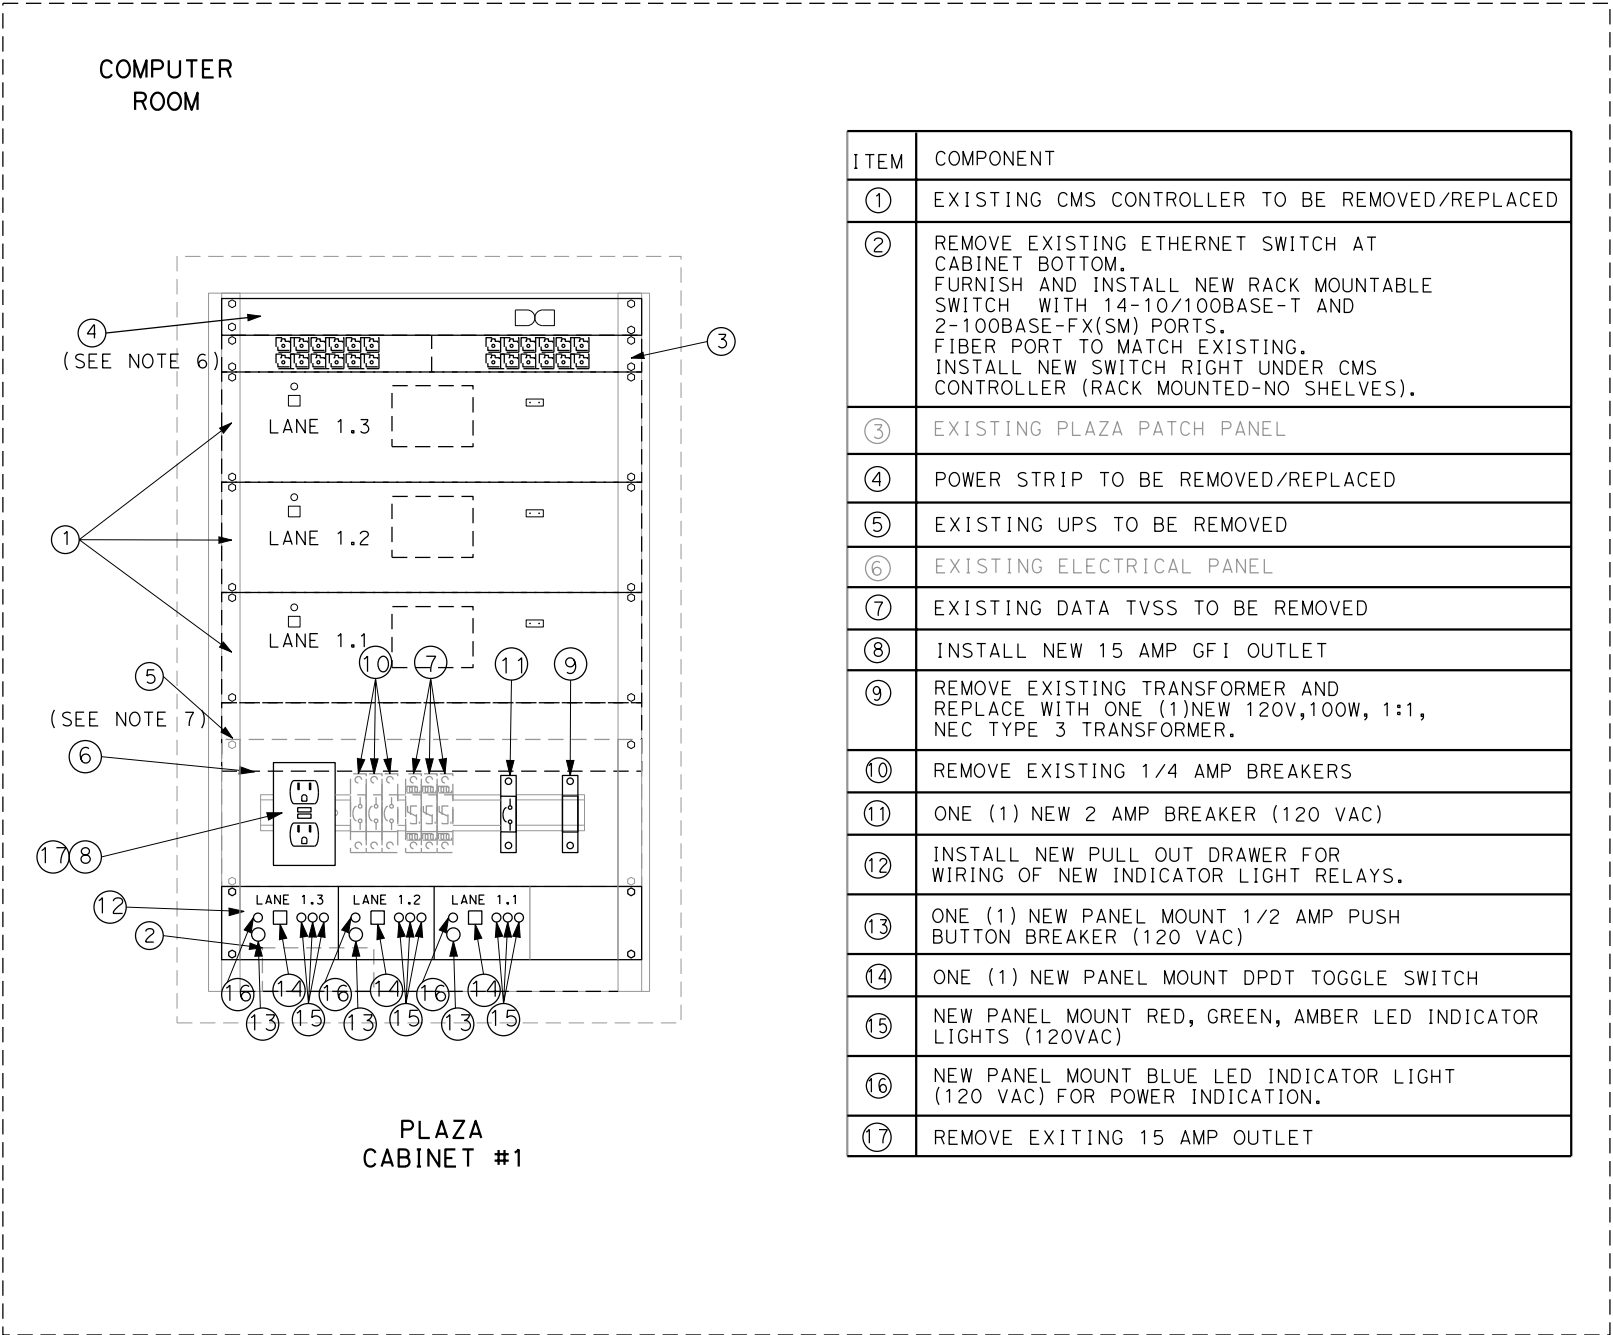 COMPUTER
ROOM
4
(SEE NOTE 6)
3
LANE 1.3
1
LANE 1.2
LANE 1.1
10
7
11
9
5
(SEE NOTE 7)
6
17
8
12
LANE 1.3
LANE 1.2
LANE 1.1
2
16
14
16
14
16
14
13
15
13
15
13
15
PLAZA
CABINET #1
ITEM COMPONENT
1 EXISTING CMS CONTROLLER TO BE REMOVED/REPLACED
2 REMOVE EXISTING ETHERNET SWITCH AT
CABINET BOTTOM.
FURNISH AND INSTALL NEW RACK MOUNTABLE
SWITCH WITH 14-10/100BASE-T AND
2-100BASE-FX(SM) PORTS.
FIBER PORT TO MATCH EXISTING.
INSTALL NEW SWITCH RIGHT UNDER CMS
CONTROLLER (RACK MOUNTED-NO SHELVES).
3 EXISTING PLAZA PATCH PANEL
4 POWER STRIP TO BE REMOVED/REPLACED
5 EXISTING UPS TO BE REMOVED
6 EXISTING ELECTRICAL PANEL
7 EXISTING DATA TVSS TO BE REMOVED
8 INSTALL NEW 15 AMP GFI OUTLET
9 REMOVE EXISTING TRANSFORMER AND
REPLACE WITH ONE (1)NEW 120V,100W, 1:1,
NEC TYPE 3 TRANSFORMER.
10 REMOVE EXISTING 1/4 AMP BREAKERS
11 ONE (1) NEW 2 AMP BREAKER (120 VAC)
12 INSTALL NEW PULL OUT DRAWER FOR
WIRING OF NEW INDICATOR LIGHT RELAYS.
13 ONE (1) NEW PANEL MOUNT 1/2 AMP PUSH
BUTTON BREAKER (120 VAC)
14 ONE (1) NEW PANEL MOUNT DPDT TOGGLE SWITCH
15 NEW PANEL MOUNT RED, GREEN, AMBER LED INDICATOR
LIGHTS (120VAC)
16 NEW PANEL MOUNT BLUE LED INDICATOR LIGHT
(120 VAC) FOR POWER INDICATION.
17 REMOVE EXITING 15 AMP OUTLET